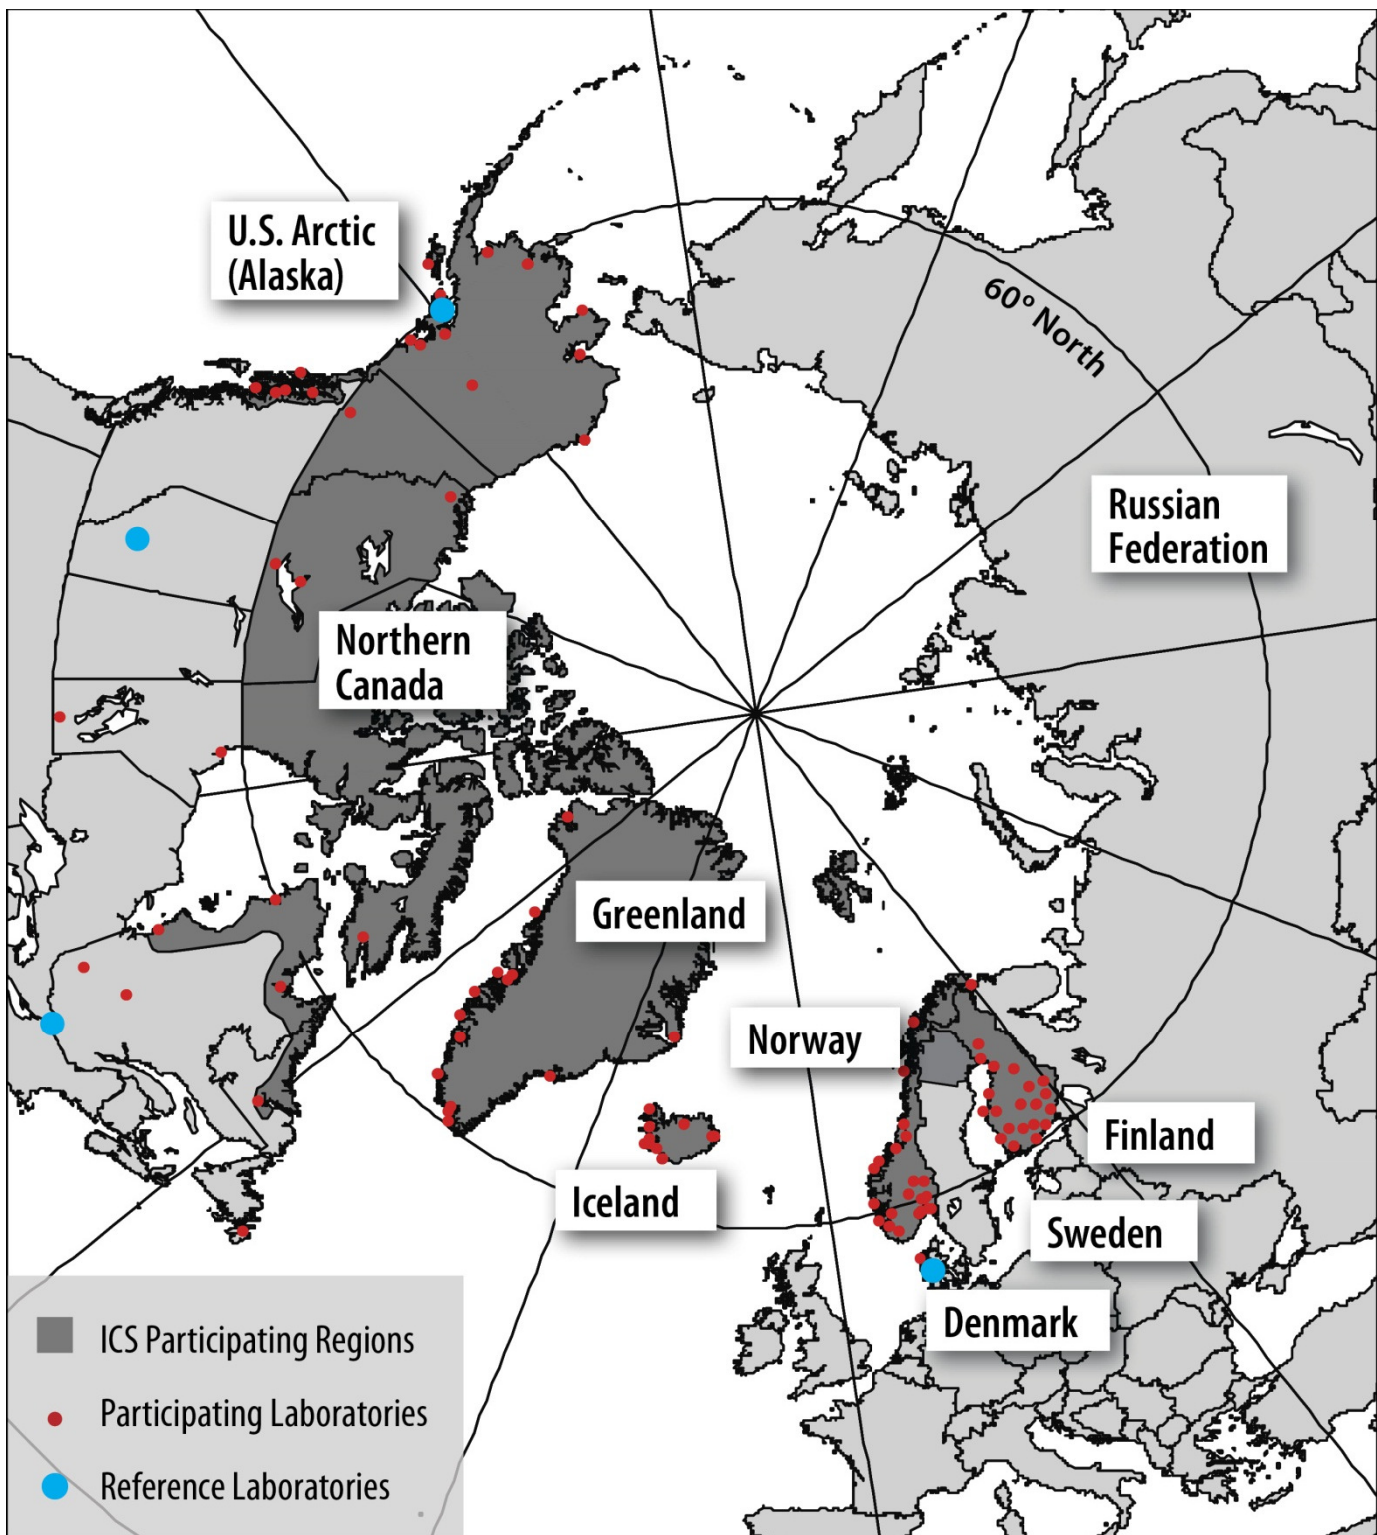 U.S. Arctic
(Alaska)
60° North
Russian
Federation
Northern
Canada
Greenland
Norway
Finland
Iceland
Sweden
Denmark
ICS Participating Regions
Participating Laboratories
Reference Laboratories